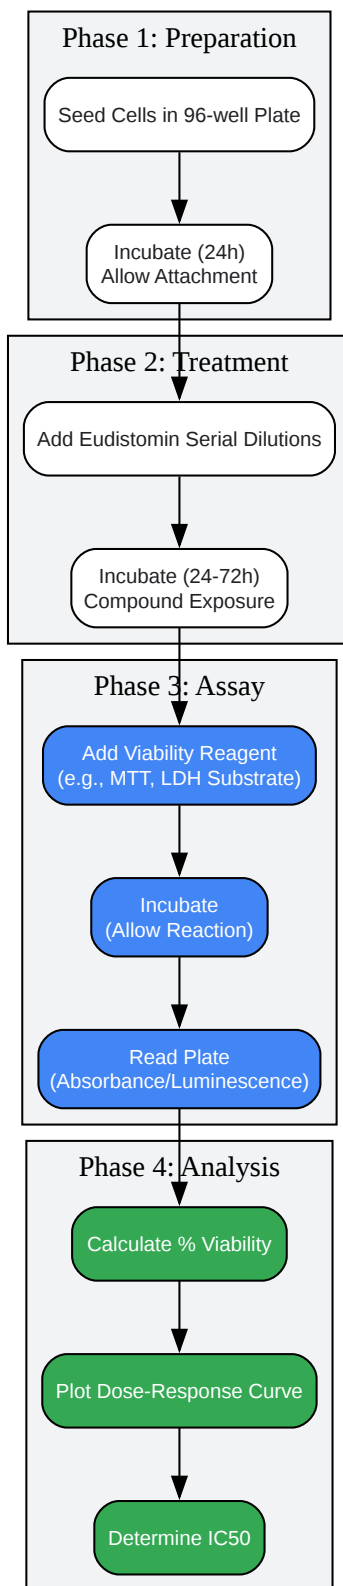 Phase 1: Preparation
Seed Cells in 96-well Plate
Incubate (24h)
Allow Attachment
Phase 2: Treatment
Add Eudistomin Serial Dilutions
Incubate (24-72h)
Compound Exposure
Phase 3: Assay
Add Viability Reagent
(e.g., MTT, LDH Substrate)
Incubate
(Allow Reaction)
Read Plate
(Absorbance/Luminescence)
Phase 4: Analysis
Calculate % Viability
Plot Dose-Response Curve
Determine IC50